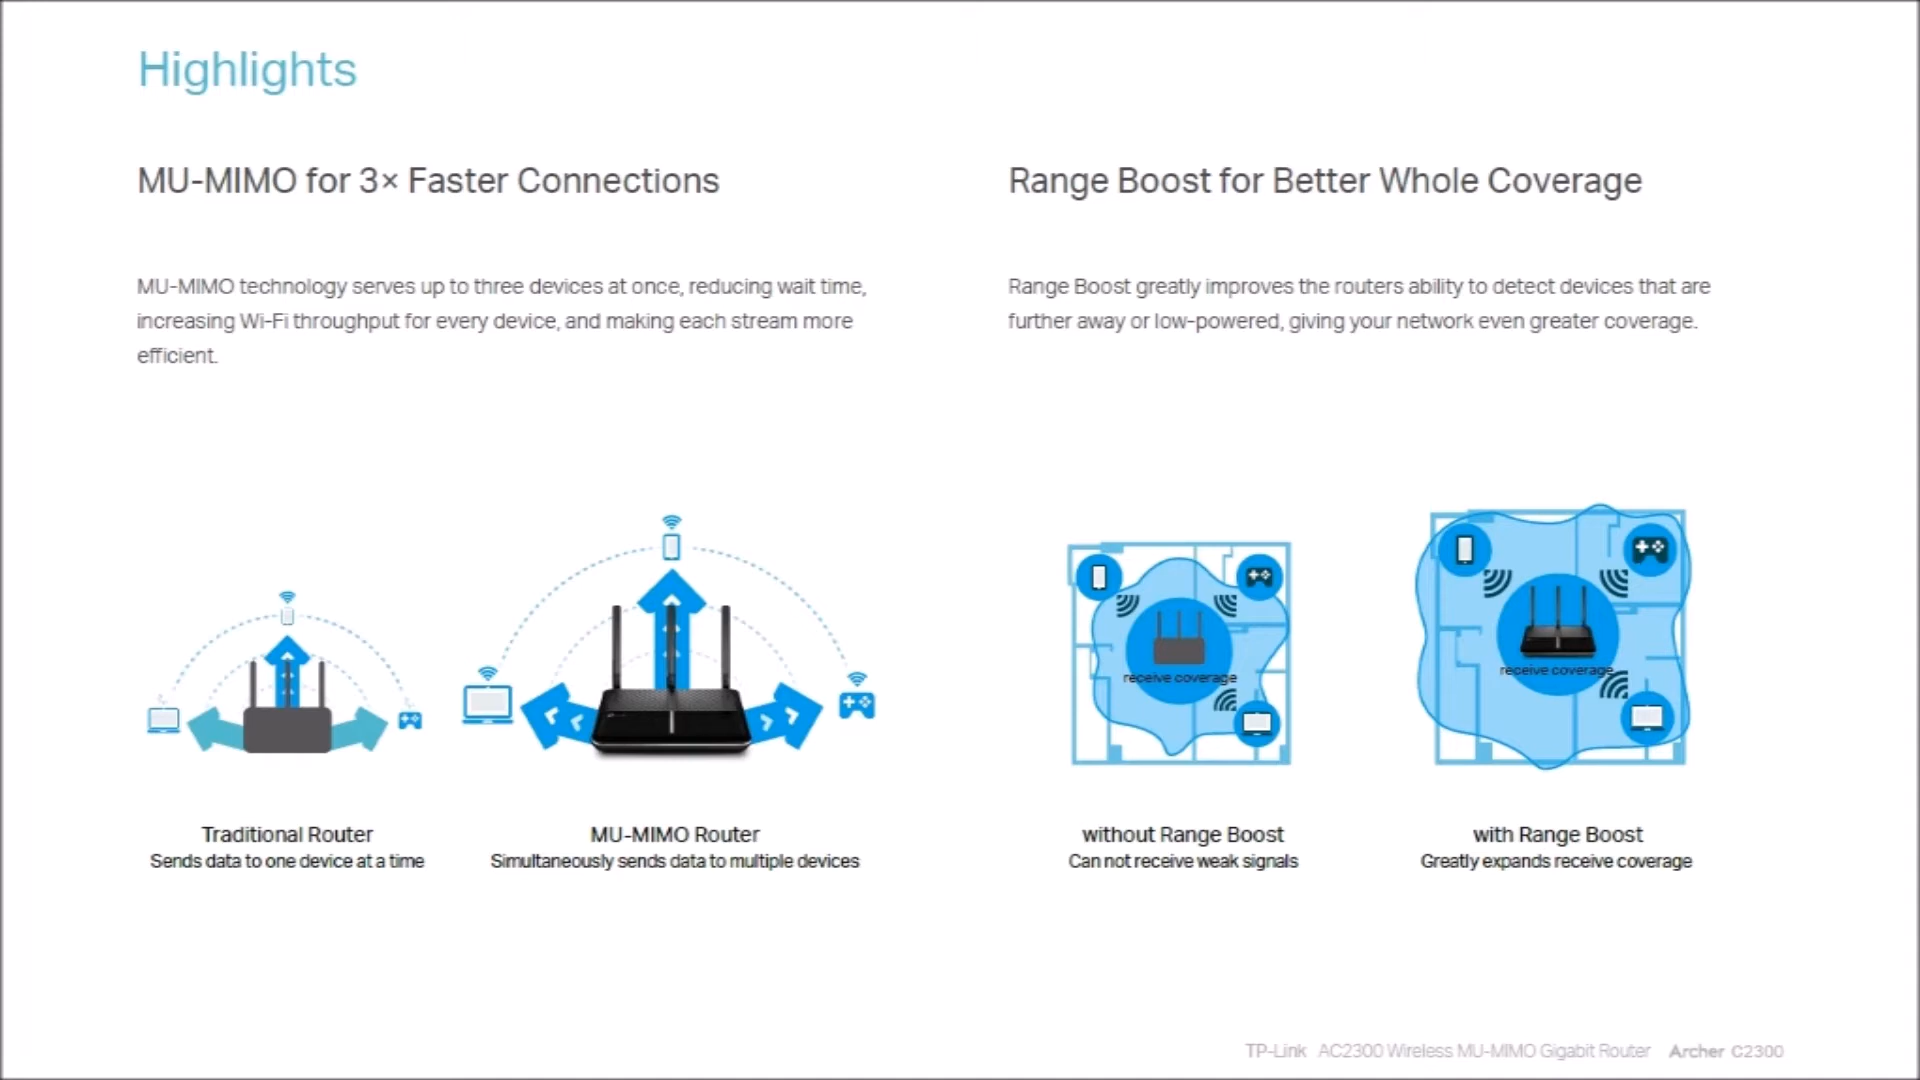 Highlights
MU-MIMO for 3× Faster Connections
MU-MIMO technology serves up to three devices at once, reducing wait time,
increasing Wi-Fi throughput for every device, and making each stream more
efficient.
Range Boost for Better Whole Coverage
Range Boost greatly improves the routers ability to detect devices that are
further away or low-powered, giving your network even greater coverage.
Traditional Router
Sends data to one device at a time
MU-MIMO Router
Simultaneously sends data to multiple devices
receive coverage
without Range Boost
Can not receive weak signals
receive coverage
with Range Boost
Greatly expands receive coverage
TP-Link AC2300 Wireless MU-MIMO Gigabit Router Archer C2300